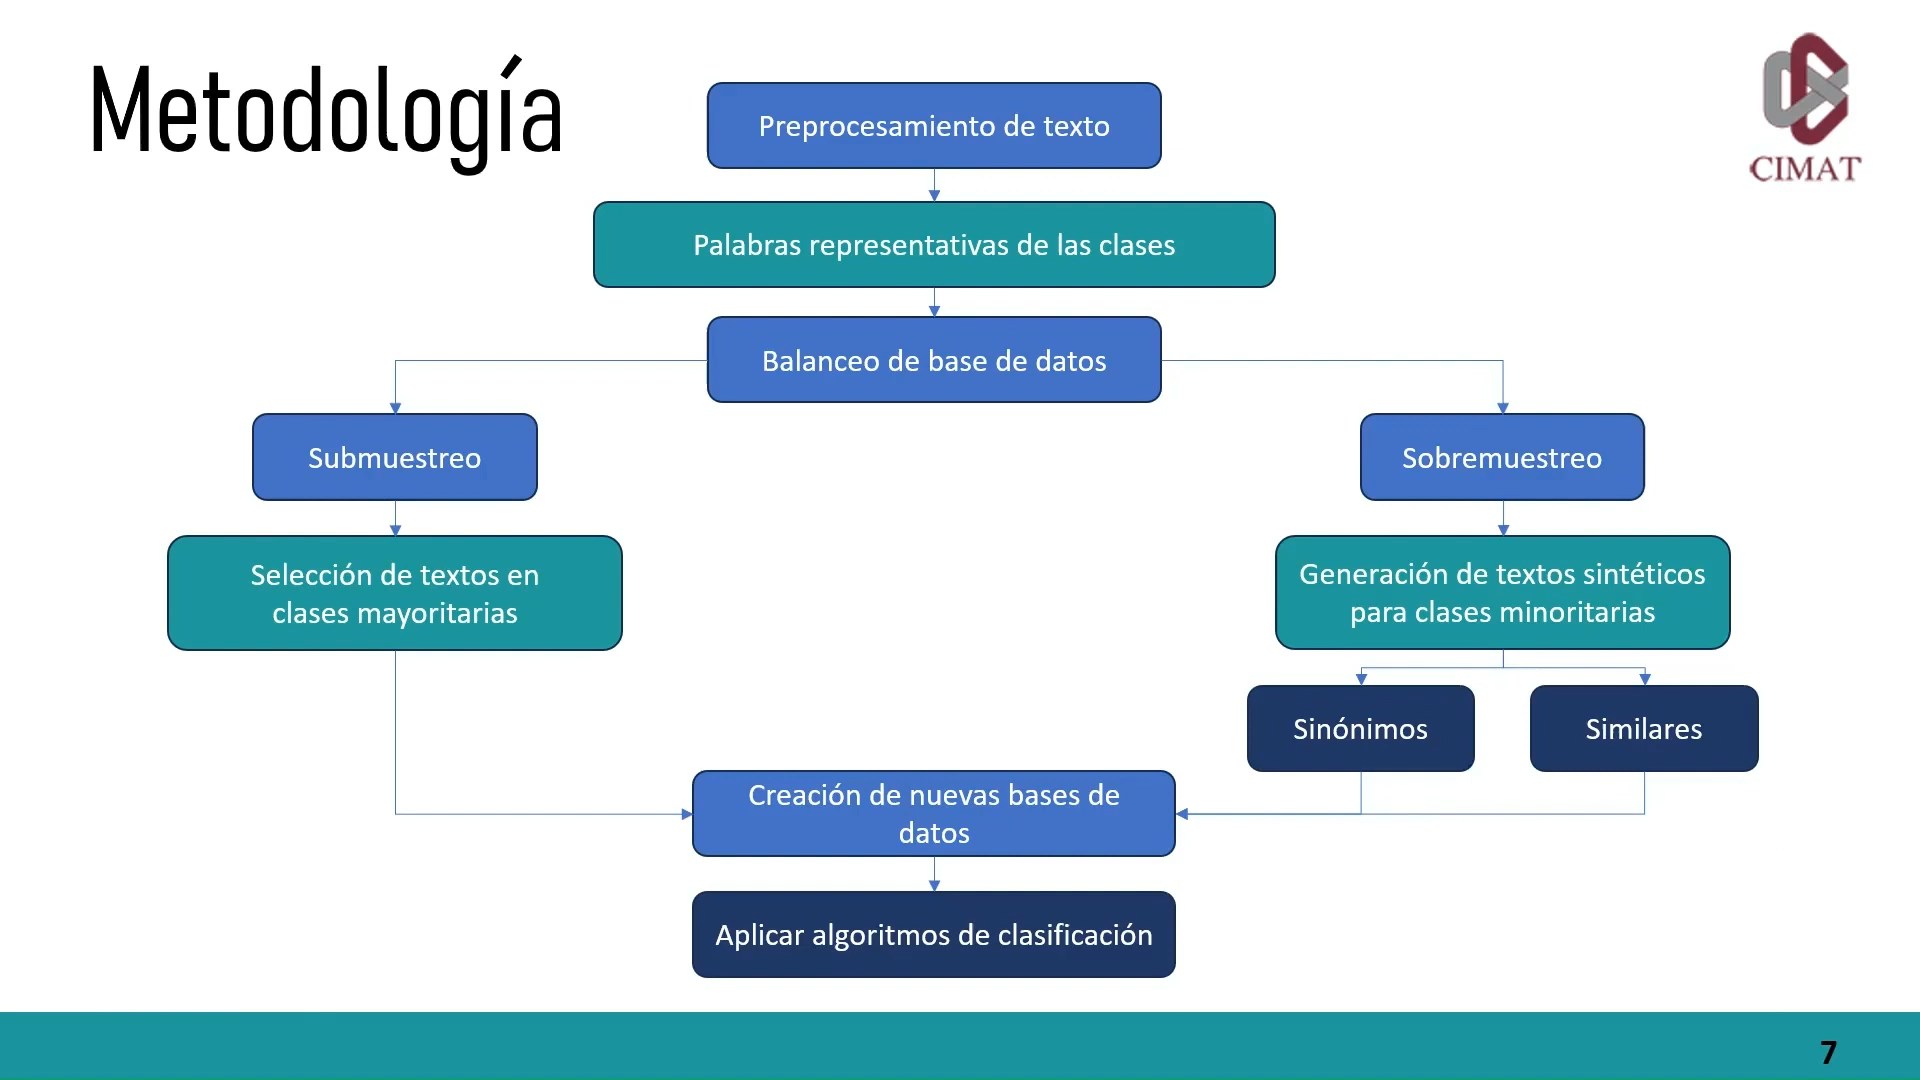 Metodología
CIMAT
Preprocesamiento de texto
Palabras representativas de las clases
Balanceo de base de datos
Submuestreo
Sobremuestreo
Selección de textos en
clases mayoritarias
Generación de textos sintéticos
para clases minoritarias
Sinónimos
Similares
Creación de nuevas bases de
datos
Aplicar algoritmos de clasificación
7